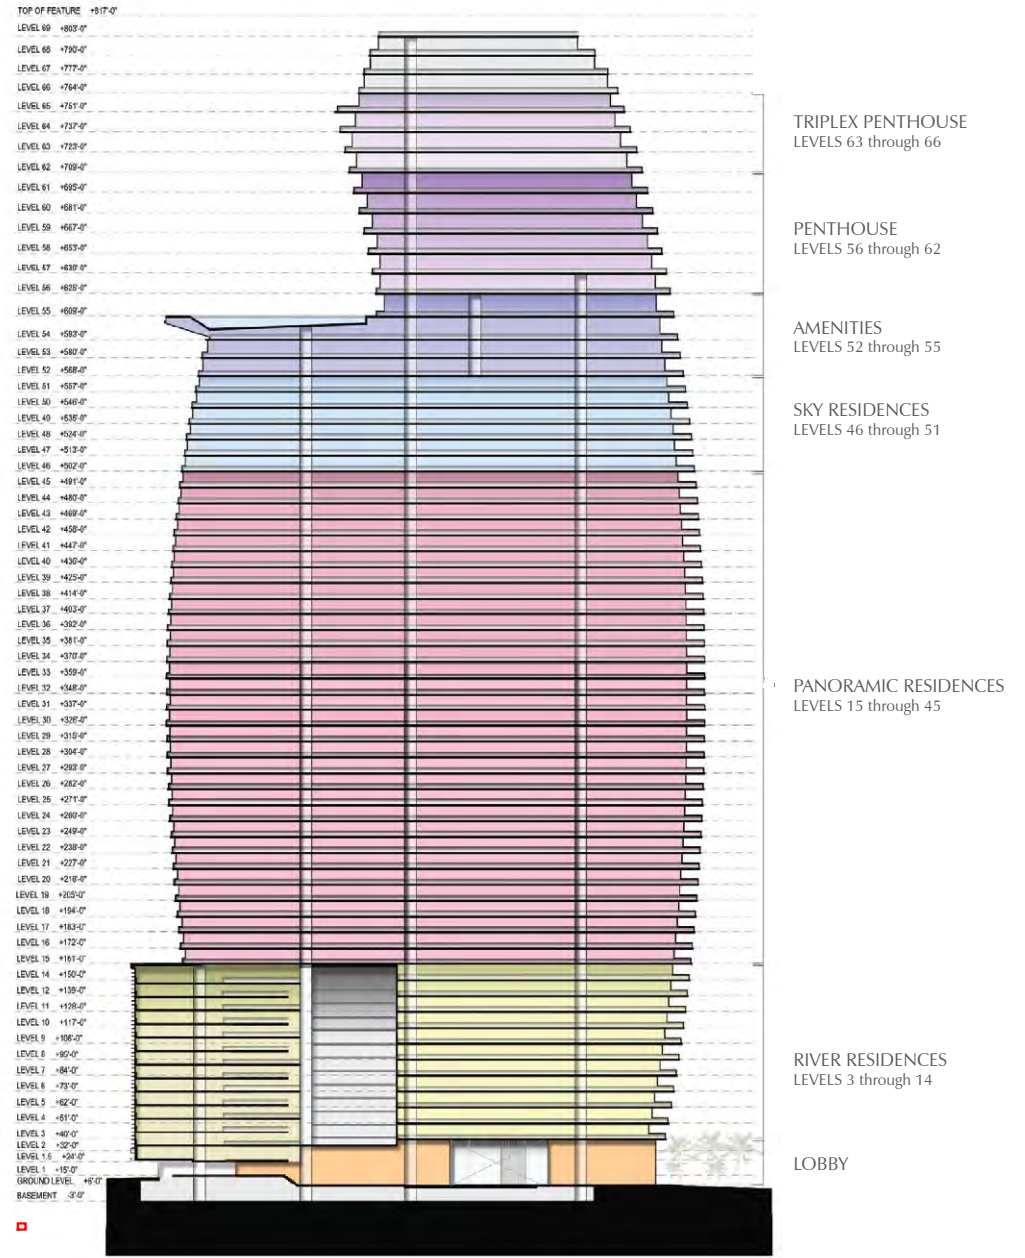 TOP OF FEATURE +817'-0"
LEVEL 69 +803'-0"
LEVEL 68 +790'-0"
LEVEL 67 +777'-0"
LEVEL 66 +764'-0"
LEVEL 65 +751'-0"
LEVEL 64 +737'-0"
LEVEL 63 +723'-0"
LEVEL 62 +709'-0"
LEVEL 61 +695'-0"
LEVEL 60 +681'-0"
LEVEL 59 +667'-0"
LEVEL 58 +653'-0"
LEVEL 57 +639'-0"
LEVEL 56 +625'-0"
LEVEL 55 +609'-0"
LEVEL 54 +593'-0"
LEVEL 53 +580'-0"
LEVEL 52 +568'-0"
LEVEL 51 +557'-0"
LEVEL 50 +546'-0"
LEVEL 49 +535'-0"
LEVEL 48 +524'-0"
LEVEL 47 +513'-0"
LEVEL 46 +502'-0"
LEVEL 45 +491'-0"
LEVEL 44 +480'-0"
LEVEL 43 +469'-0"
LEVEL 42 +458'-0"
LEVEL 41 +447'-0"
LEVEL 40 +436'-0"
LEVEL 39 +425'-0"
LEVEL 38 +414'-0"
LEVEL 37 +403'-0"
LEVEL 36 +392'-0"
LEVEL 35 +381'-0"
LEVEL 34 +370'-0"
LEVEL 33 +359'-0"
LEVEL 32 +348'-0"
LEVEL 31 +337'-0"
LEVEL 30 +326'-0"
LEVEL 29 +315'-0"
LEVEL 28 +304'-0"
LEVEL 27 +293'-0"
LEVEL 26 +282'-0"
LEVEL 25 +271'-0"
LEVEL 24 +260'-0"
LEVEL 23 +249'-0"
LEVEL 22 +238'-0"
LEVEL 21 +227'-0"
LEVEL 20 +216'-0"
LEVEL 19 +205'-0"
LEVEL 18 +194'-0"
LEVEL 17 +183'-0"
LEVEL 16 +172'-0"
LEVEL 15 +161'-0"
LEVEL 14 +150'-0"
LEVEL 12 +139'-0"
LEVEL 11 +128'-0"
LEVEL 10 +117'-0"
LEVEL 9 +106'-0"
LEVEL 8 +95'-0"
LEVEL 7 +84'-0"
LEVEL 6 +73'-0"
LEVEL 5 +62'-0"
LEVEL 4 +51'-0"
LEVEL 3 +40'-0"
LEVEL 2 +32'-0"
LEVEL 1.5 +24'-0"
LEVEL 1 +15'-0"
GROUND LEVEL +6'-0"
BASEMENT -3'-0"
TRIPLEX PENTHOUSE
LEVELS 63 through 66
PENTHOUSE
LEVELS 56 through 62
AMENITIES
LEVELS 52 through 55
SKY RESIDENCES
LEVELS 46 through 51
PANORAMIC RESIDENCES
LEVELS 15 through 45
RIVER RESIDENCES
LEVELS 3 through 14
LOBBY